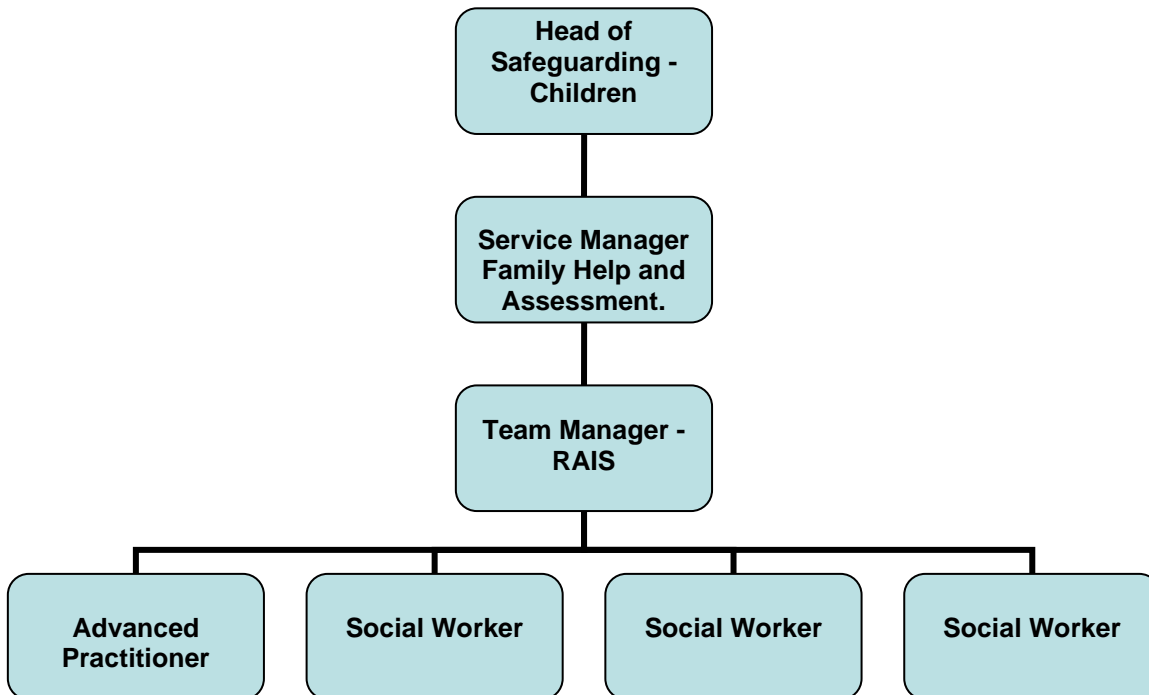 Head of
Safeguarding -
Children
Service Manager
Family Help and
Assessment.
Team Manager -
RAIS
Advanced
Practitioner
Social Worker
Social Worker
Social Worker